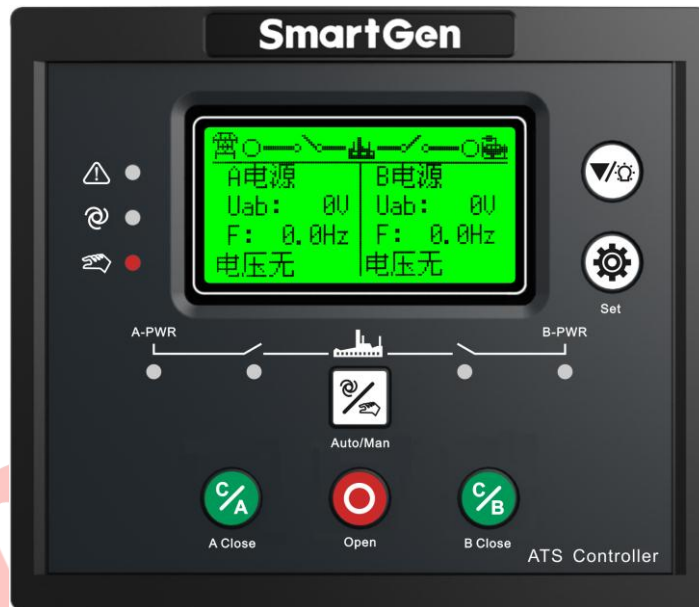 SmartGen
A电源 B电源
Uab: 0V Uab: 0V
F: 0.0Hz F: 0.0Hz
电压无 电压无
Set
A-PWR B-PWR
Auto/Man
C/A C/B
A Close Open B Close
ATS Controller